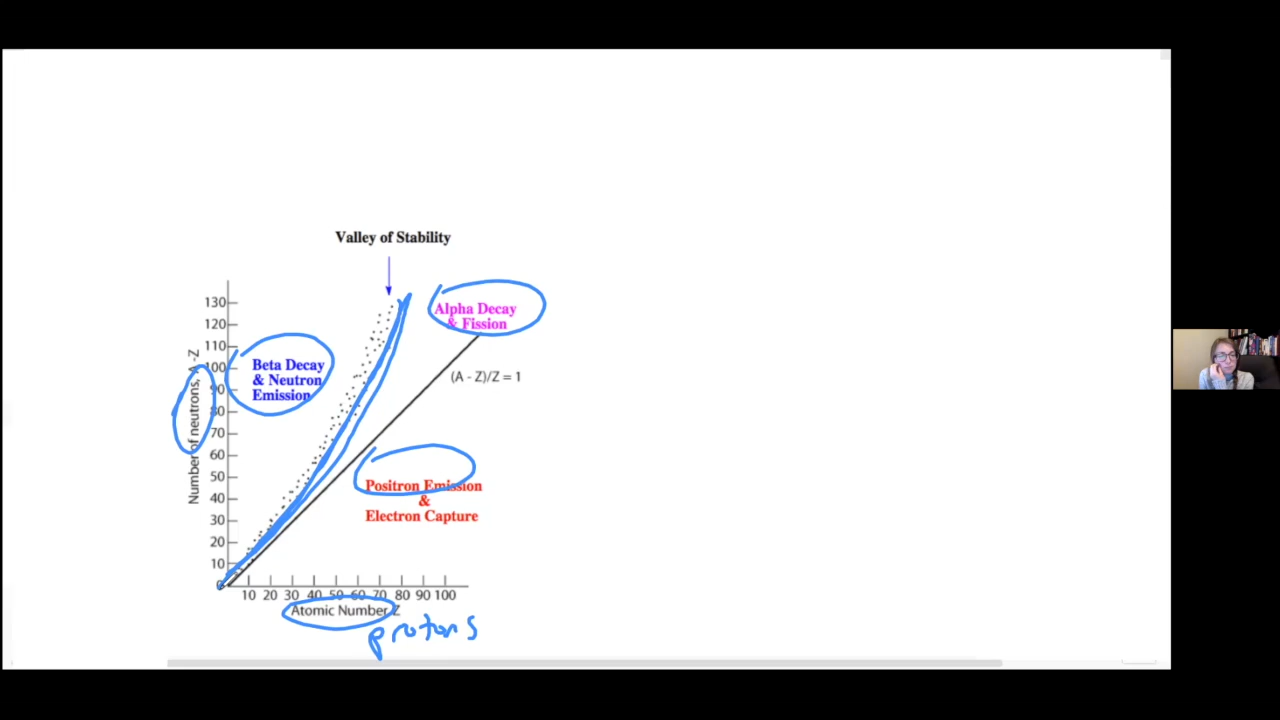 Valley of Stability
Alpha Decay
& Fission
Beta Decay
& Neutron
Emission
(A - Z)/Z = 1
Positron Emission
&
Electron Capture
Number of neutrons, A -Z
130
120
110
100
90
80
70
60
50
40
30
20
10
0
10 20 30 40 50 60 70 80 90 100
Atomic Number Z
protons